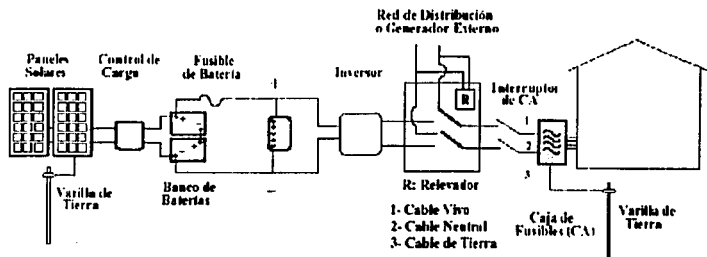 Red de Distribución
o Generador Externo
Paneles
Solares
Control de
Carga
Fusible
de Batería
Inversor
Interruptor
de CA
R
1
2
3
Banco de
Baterías
R: Relevador
Varilla de
Tierra
1- Cable Vivo
2- Cable Neutral
3- Cable de Tierra
Caja de
Fusibles (CA)
Varilla de
Tierra